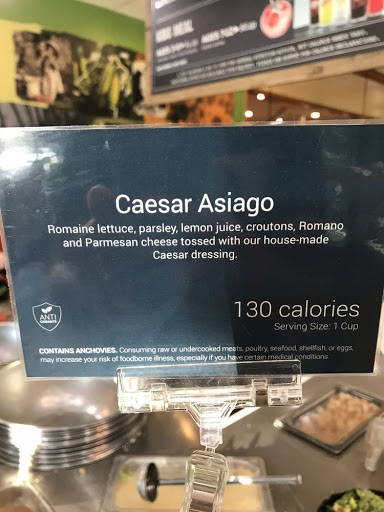 KIDS' MEAL
Caesar Asiago
Romaine lettuce, parsley, lemon juice, croutons, Romano
and Parmesan cheese tossed with our house-made
Caesar dressing.
ANTI
130 calories
Serving Size: 1 Cup
CONTAINS ANCHOVIES. Consuming raw or undercooked meats, poultry, seafood, shellfish, or eggs,
may increase your risk of foodborne illness, especially if you have certain medical conditions.